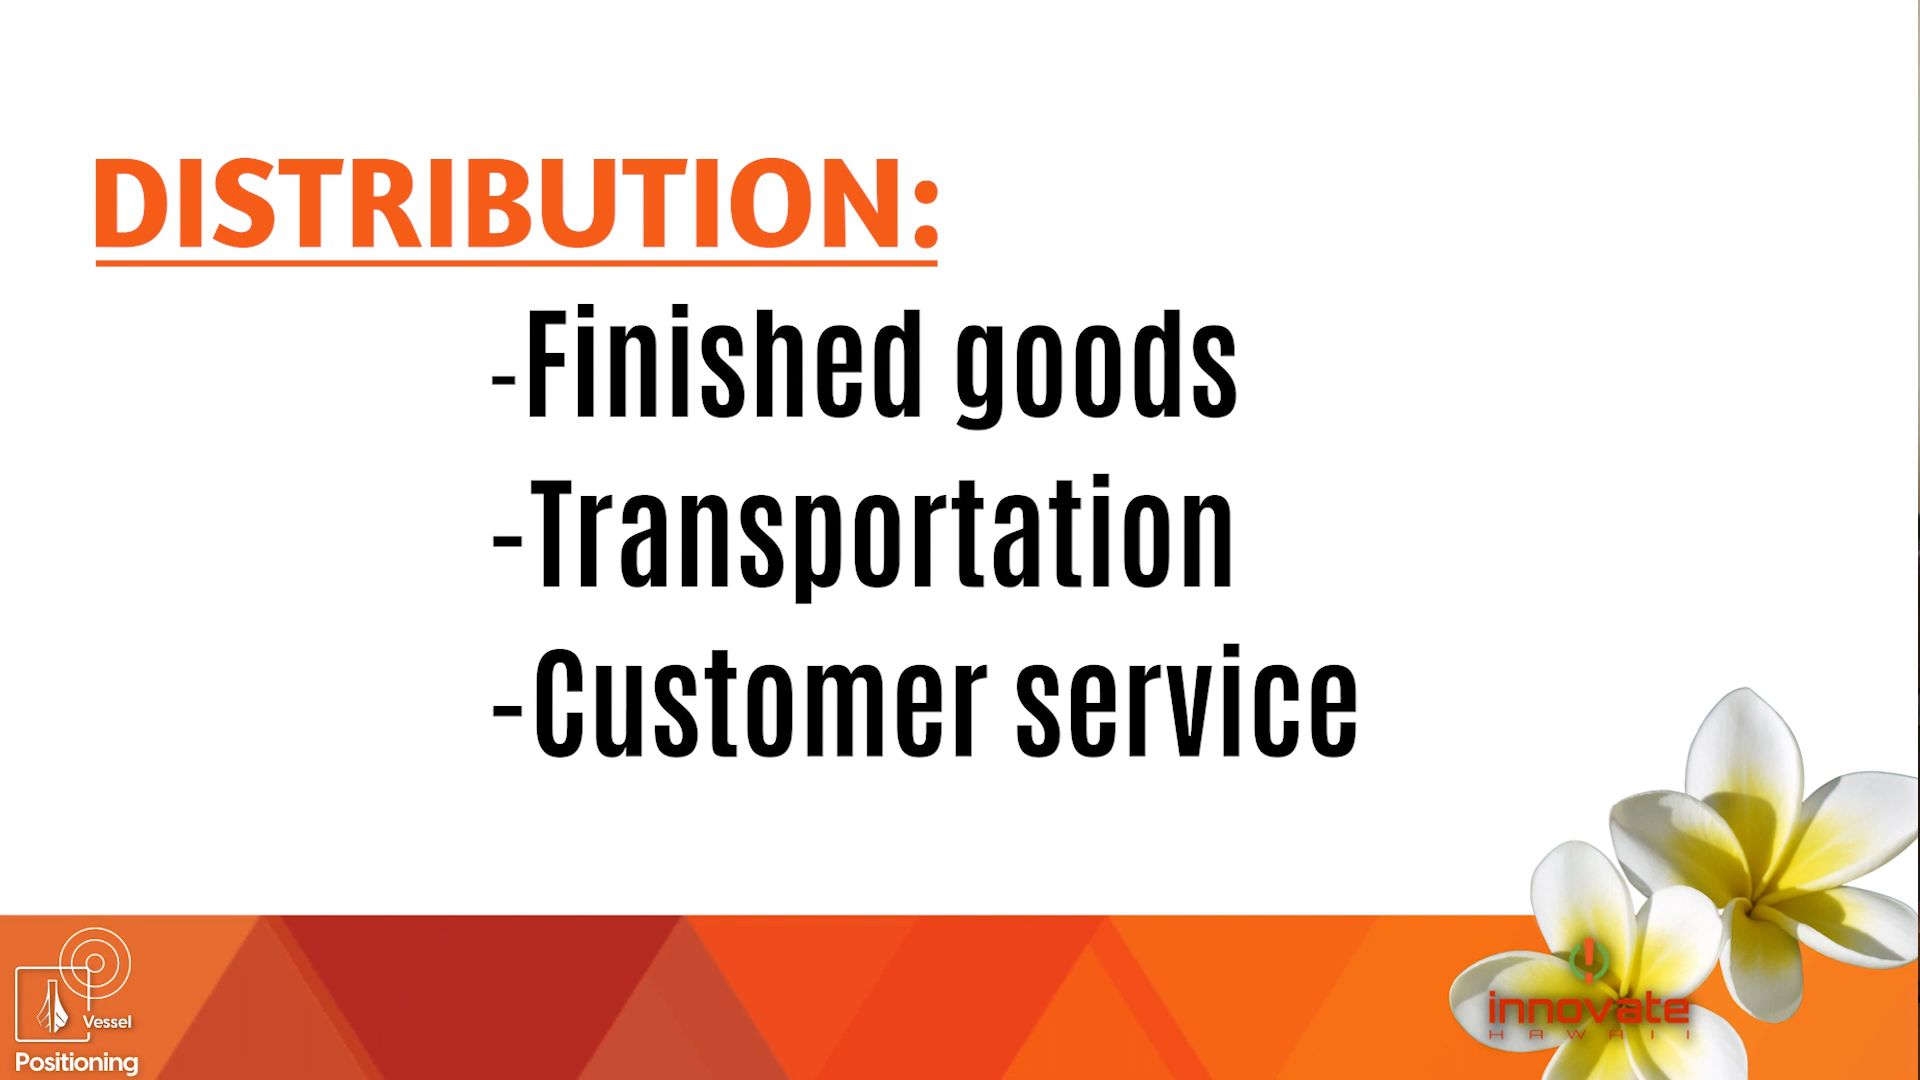 DISTRIBUTION:
-Finished goods
-Transportation
-Customer service
Vessel
Positioning
innovate
HAWAII